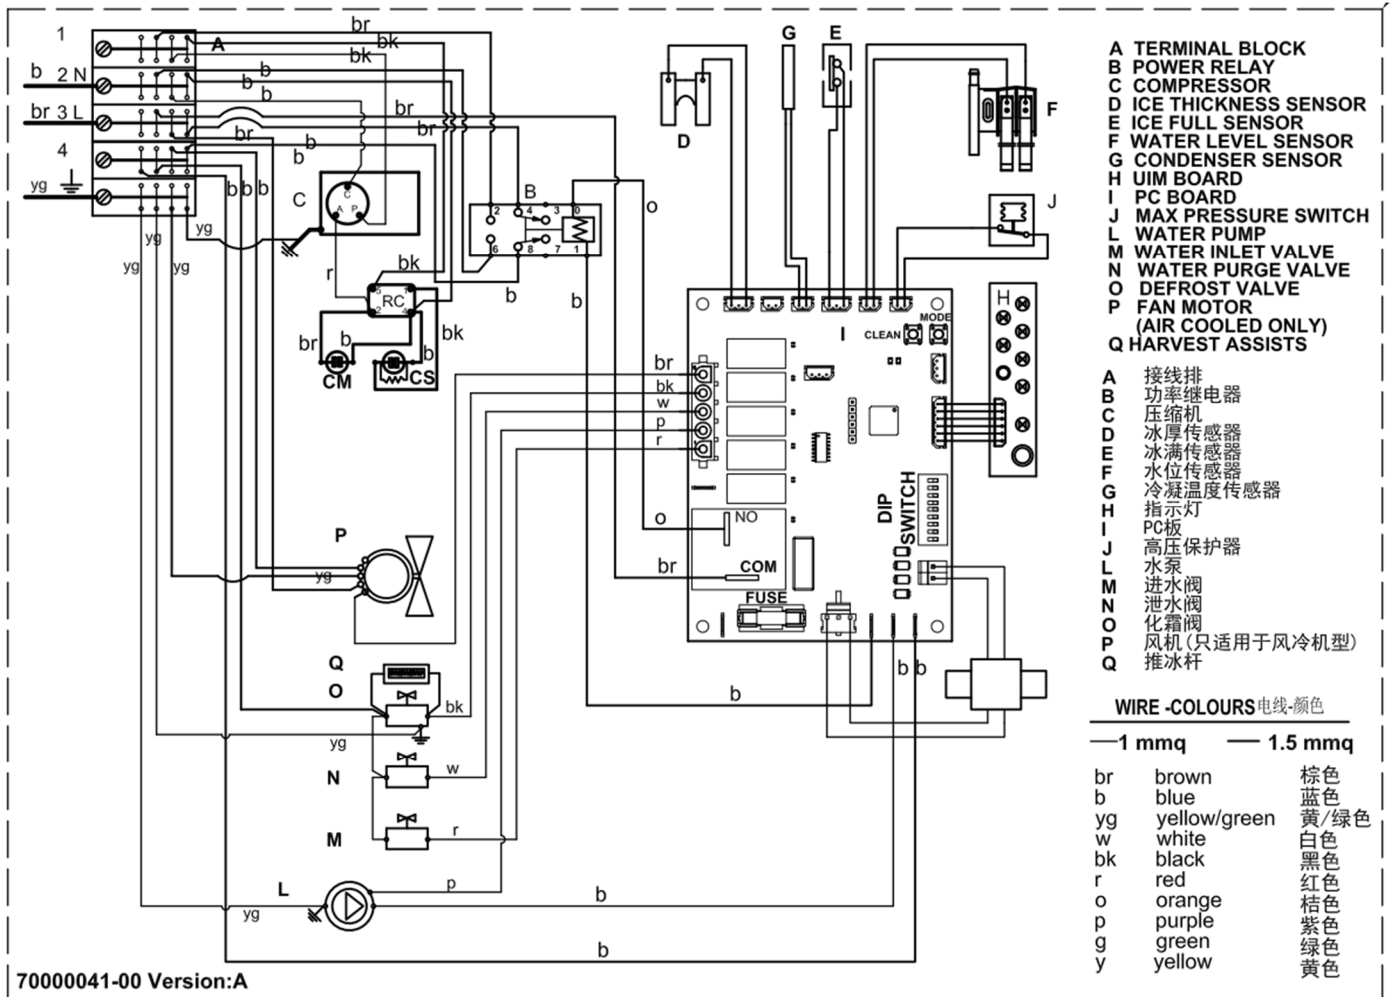 1
A
b 2 N
br 3 L
4
yg
br
bk
bk
b
b
b
br
br
br
b
b
b b b
yg
yg
yg
yg
C
C
A P
B
2 4 3 0
6 8 7 1
o
r
bk
5 1
RC
2 4
br
b
b
bk
b
b
CM
CS
D
G
E
F
J
H
I
CLEAN
MODE
br
bk
w
p
r
DIP SWITCH
o
NO
br
COM
FUSE
P
yg
Q
O
bk
yg
N
w
M
r
L
p
yg
b
b
b
b b
70000041-00 Version:A
A TERMINAL BLOCK
B POWER RELAY
C COMPRESSOR
D ICE THICKNESS SENSOR
E ICE FULL SENSOR
F WATER LEVEL SENSOR
G CONDENSER SENSOR
H UIM BOARD
I PC BOARD
J MAX PRESSURE SWITCH
L WATER PUMP
M WATER INLET VALVE
N WATER PURGE VALVE
O DEFROST VALVE
P FAN MOTOR
(AIR COOLED ONLY)
Q HARVEST ASSISTS
A 接线排
B 功率继电器
C 压缩机
D 冰厚传感器
E 冰满传感器
F 水位传感器
G 冷凝温度传感器
H 指示灯
I PC板
J 高压保护器
L 水泵
M 进水阀
N 泄水阀
O 化霜阀
P 风机(只适用于风冷机型)
Q 推冰杆
WIRE -COLOURS 电线-颜色
1 mmq 1.5 mmq
br brown 棕色
b blue 蓝色
yg yellow/green 黄/绿色
w white 白色
bk black 黑色
r red 红色
o orange 桔色
p purple 紫色
g green 绿色
y yellow 黄色